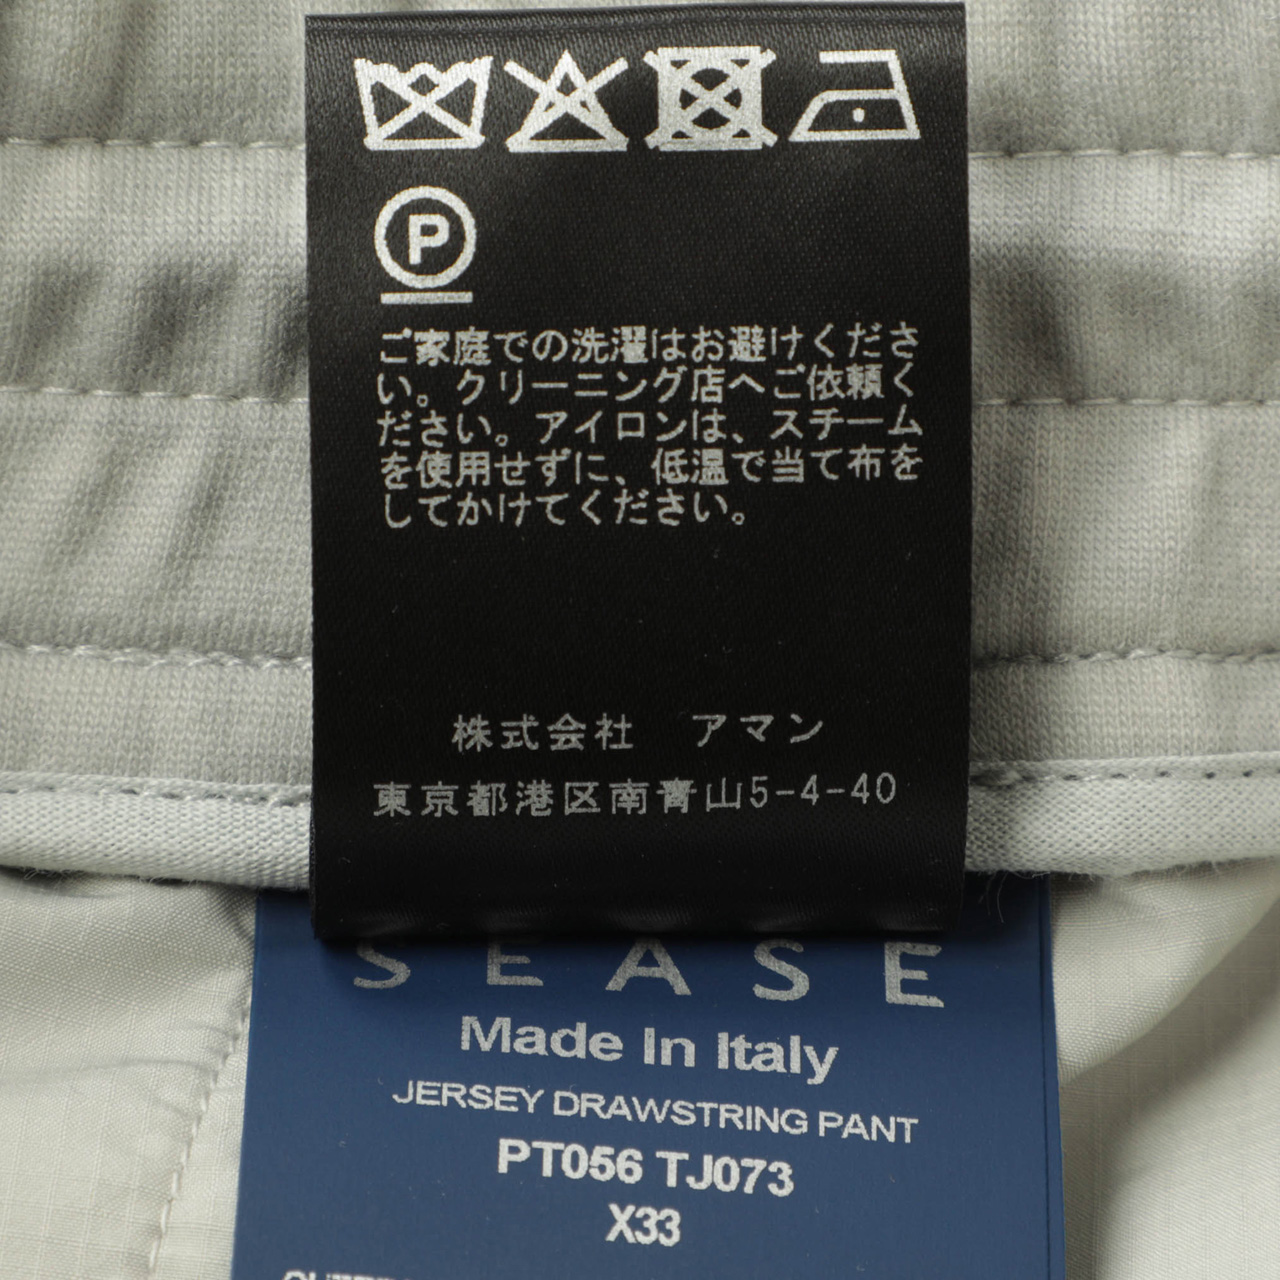 P
ご家庭での洗濯はお避けくださ
い。クリーニング店へご依頼く
ださい。アイロンは、スチーム
を使用せずに、低温で当て布を
してかけてください。
株式会社　アマン
東京都港区南青山5-4-40
SEASE
Made In Italy
JERSEY DRAWSTRING PANT
PT056 TJ073
X33